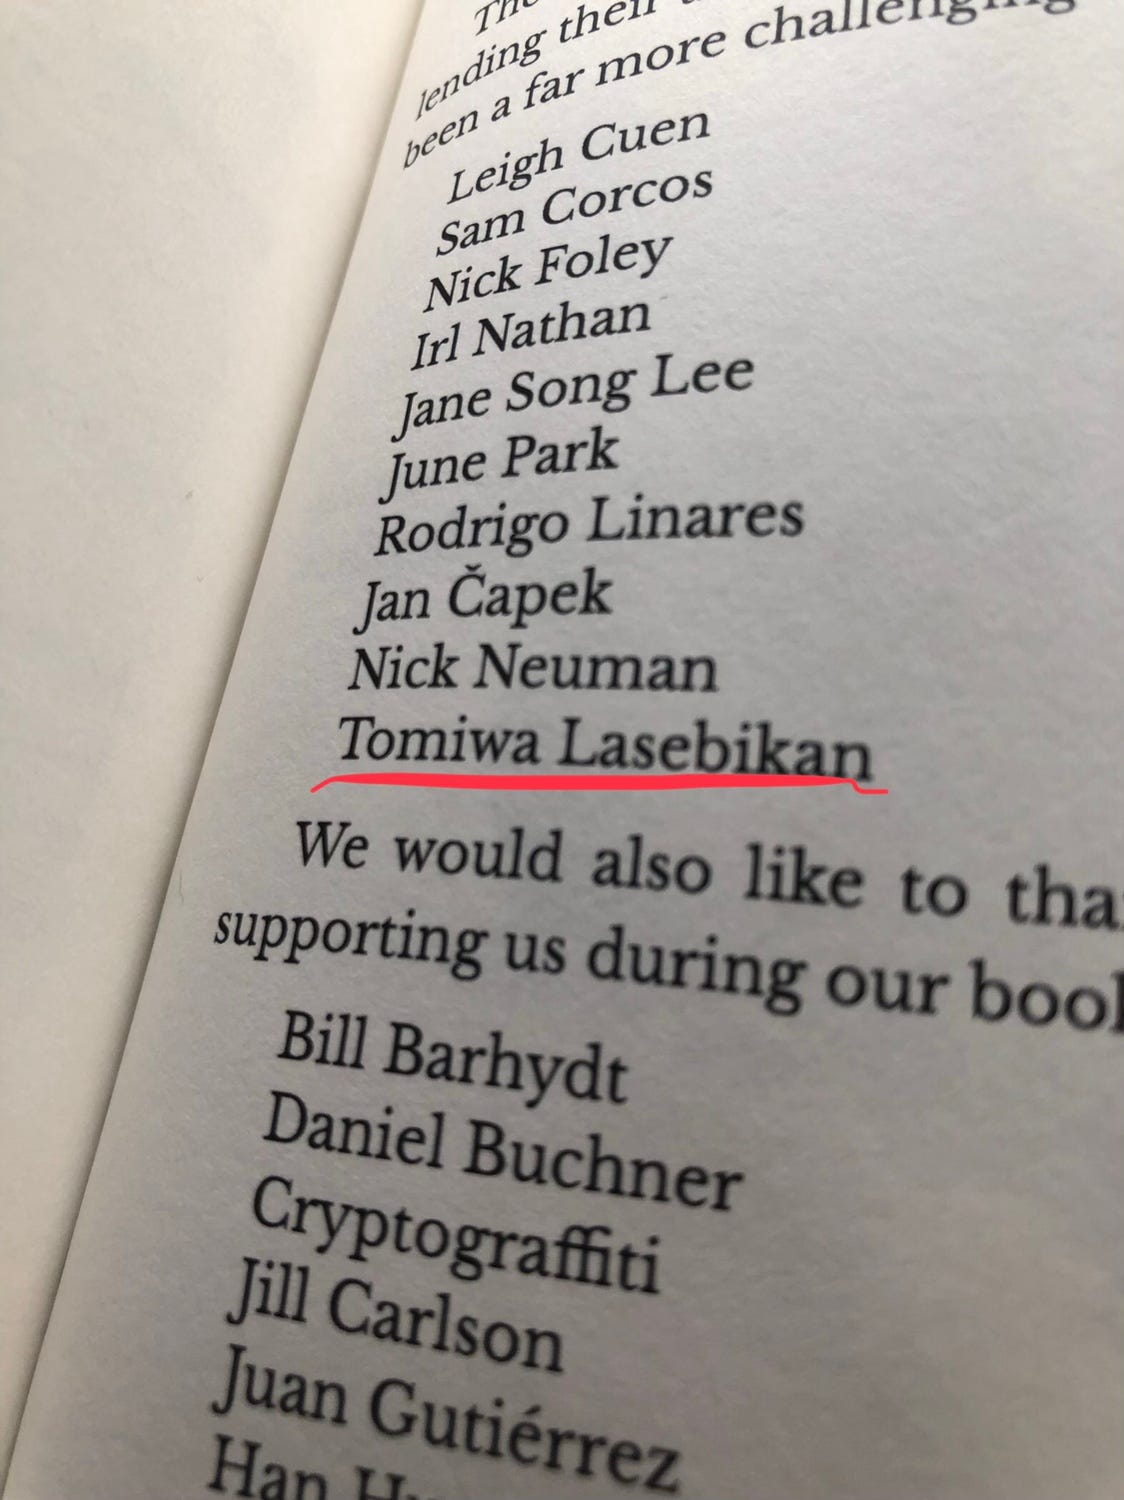 The
lending their
been a far more challenging
Leigh Cuen
Sam Corcos
Nick Foley
Irl Nathan
Jane Song Lee
June Park
Rodrigo Linares
Jan Čapek
Nick Neuman
Tomiwa Lasebikan
We would also like to
supporting us during our
Bill Barhydt
Daniel Buchner
Cryptograffiti
Jill Carlson
Juan Gutiérrez
Han